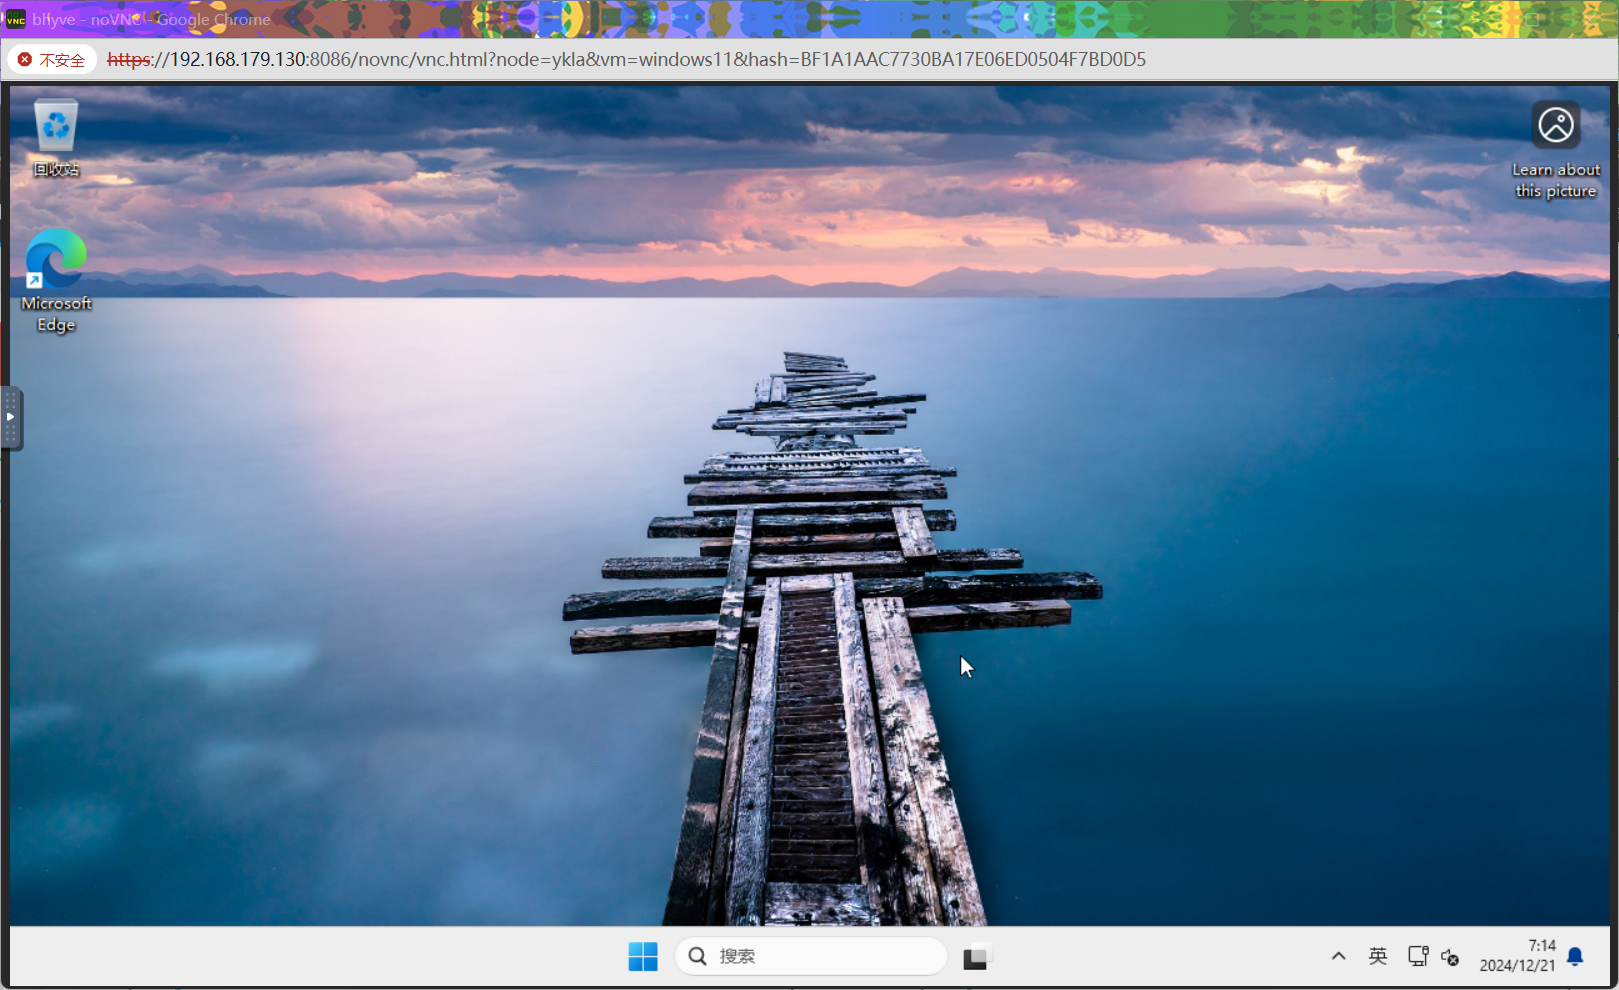 bhyve - noVNC - Google Chrome
不安全
https://192.168.179.130:8086/novnc/vnc.html?node=ykla&vm=windows11&hash=BF1A1AAC7730BA17E06ED0504F7BD0D5
回收站
Microsoft
Edge
Learn about
this picture
搜索
英
7:14
2024/12/21